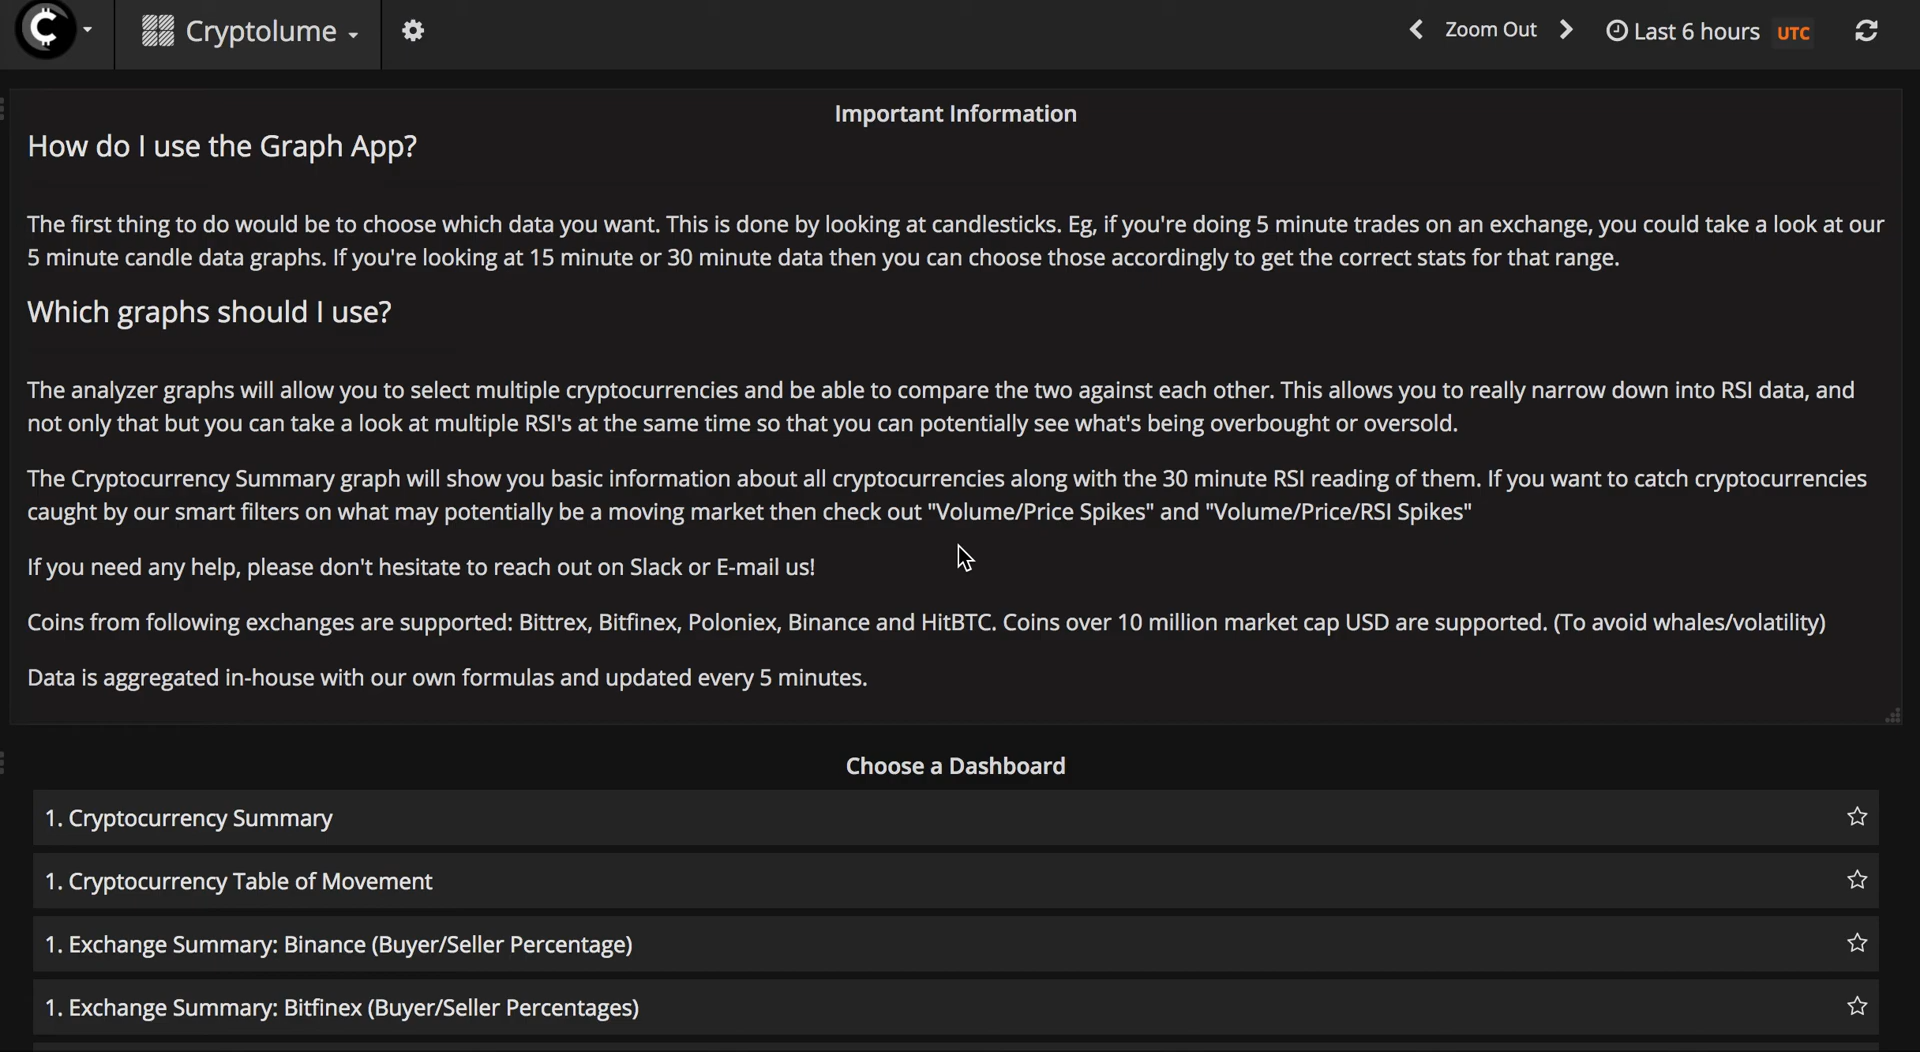 Cryptolume
Zoom Out
Last 6 hours UTC
Important Information
How do I use the Graph App?
The first thing to do would be to choose which data you want. This is done by looking at candlesticks. Eg, if you're doing 5 minute trades on an exchange, you could take a look at our
5 minute candle data graphs. If you're looking at 15 minute or 30 minute data then you can choose those accordingly to get the correct stats for that range.
Which graphs should I use?
The analyzer graphs will allow you to select multiple cryptocurrencies and be able to compare the two against each other. This allows you to really narrow down into RSI data, and
not only that but you can take a look at multiple RSI's at the same time so that you can potentially see what's being overbought or oversold.
The Cryptocurrency Summary graph will show you basic information about all cryptocurrencies along with the 30 minute RSI reading of them. If you want to catch cryptocurrencies
caught by our smart filters on what may potentially be a moving market then check out "Volume/Price Spikes" and "Volume/Price/RSI Spikes"
If you need any help, please don't hesitate to reach out on Slack or E-mail us!
Coins from following exchanges are supported: Bittrex, Bitfinex, Poloniex, Binance and HitBTC. Coins over 10 million market cap USD are supported. (To avoid whales/volatility)
Data is aggregated in-house with our own formulas and updated every 5 minutes.
Choose a Dashboard
1. Cryptocurrency Summary
1. Cryptocurrency Table of Movement
1. Exchange Summary: Binance (Buyer/Seller Percentage)
1. Exchange Summary: Bitfinex (Buyer/Seller Percentages)